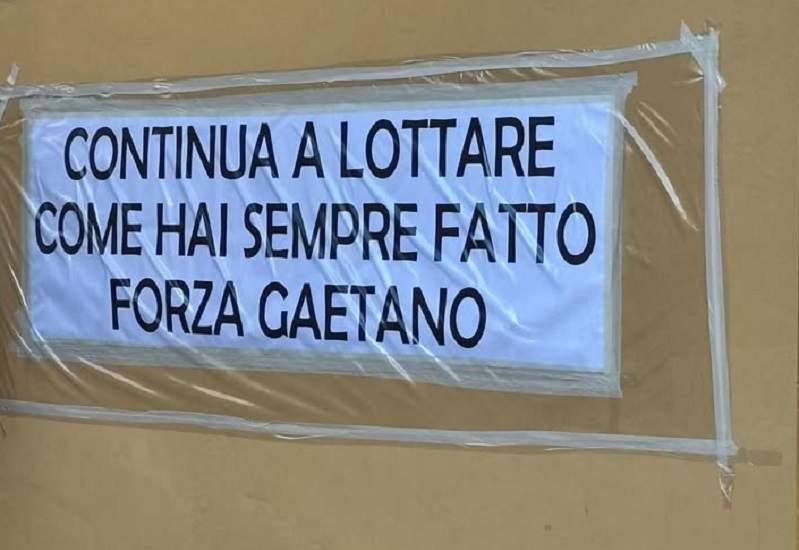 CONTINUA A LOTTARE
COME HAI SEMPRE FATTO
FORZA GAETANO